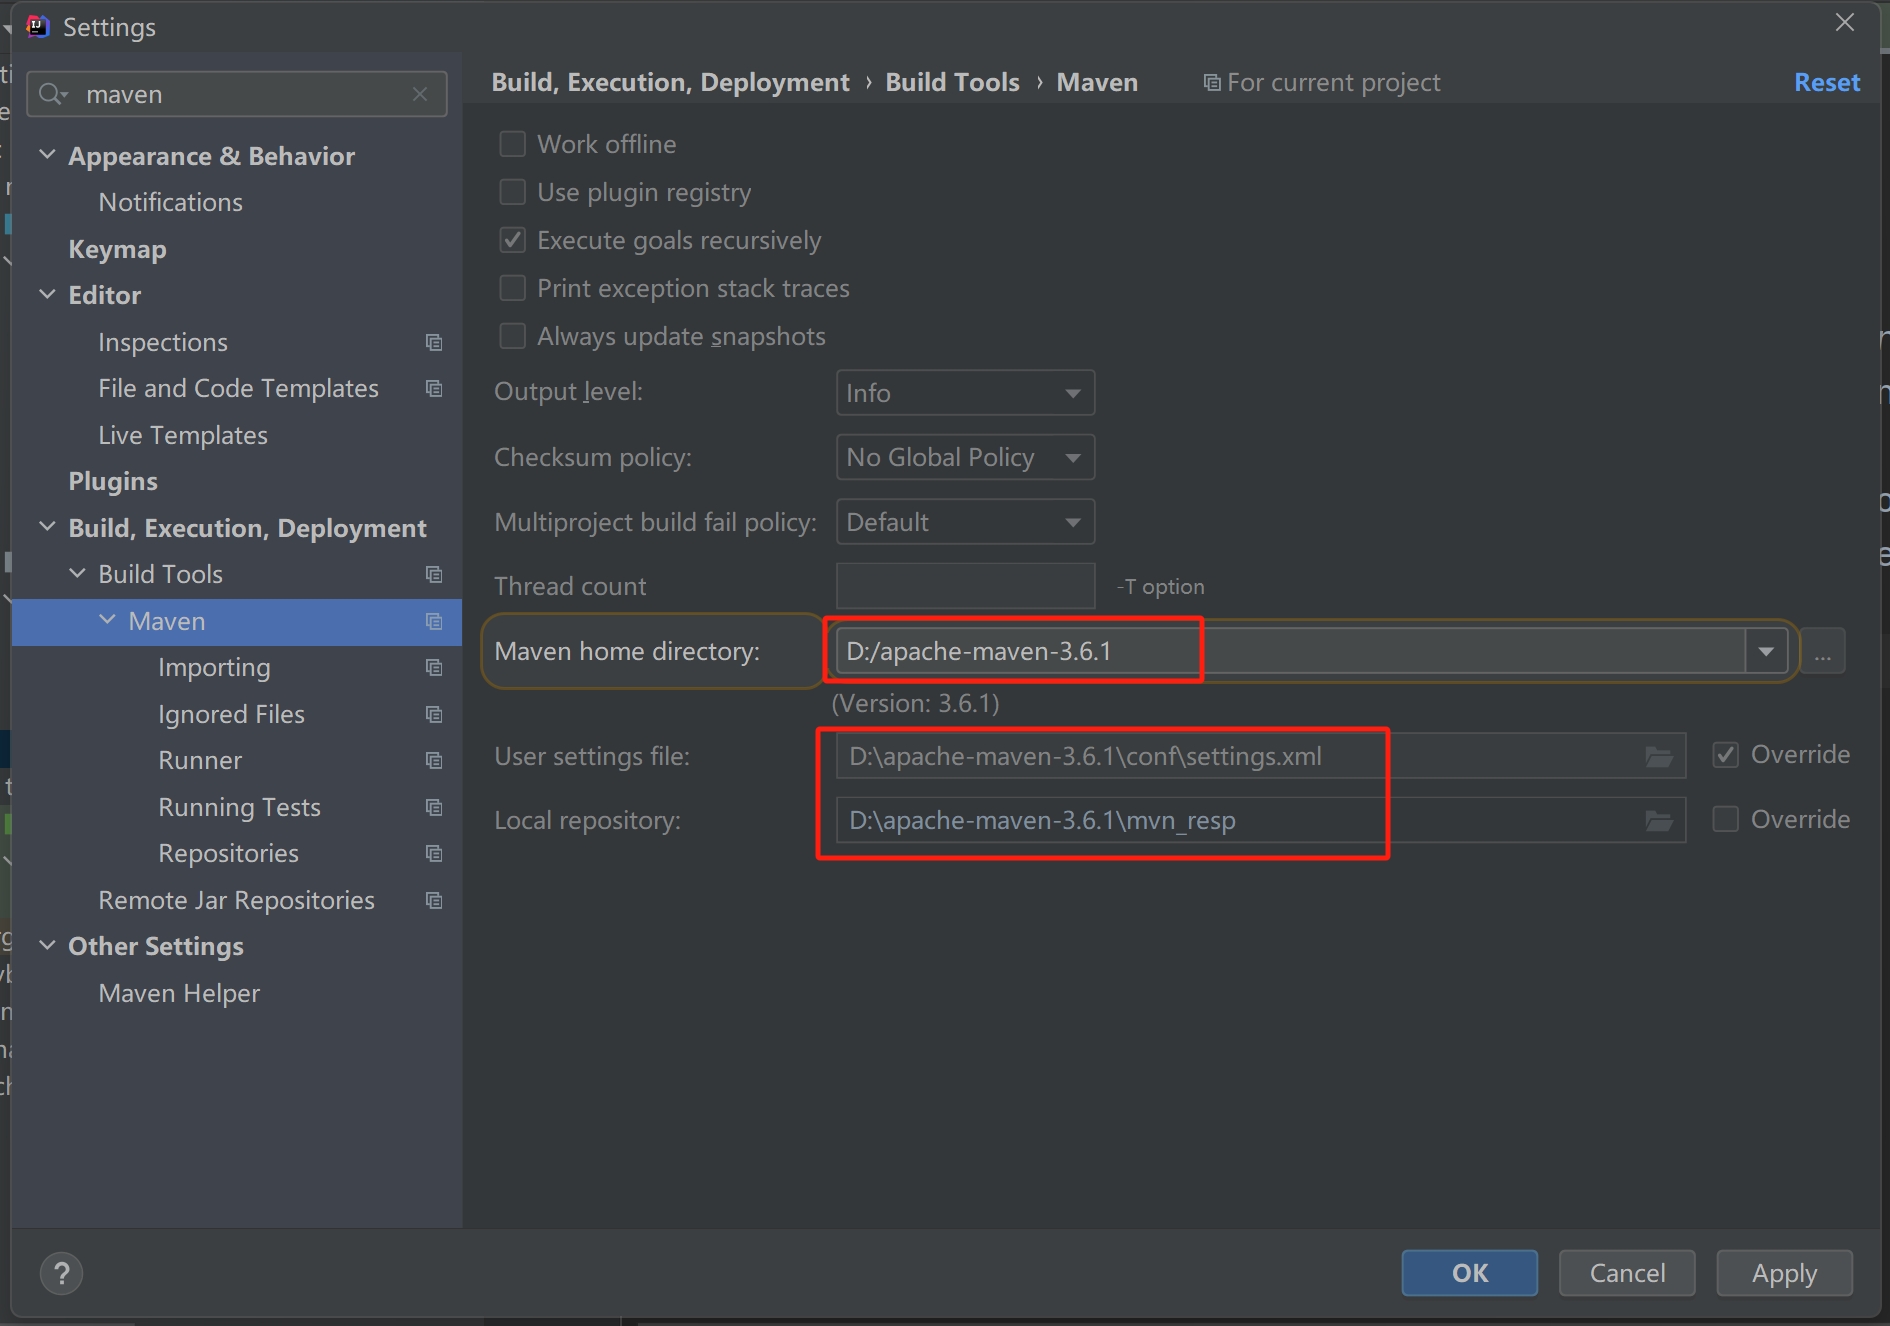 Settings
maven
Appearance & Behavior
Notifications
Keymap
Editor
Inspections
File and Code Templates
Live Templates
Plugins
Build, Execution, Deployment
Build Tools
Maven
Importing
Ignored Files
Runner
Running Tests
Repositories
Remote Jar Repositories
Other Settings
Maven Helper
Build, Execution, Deployment › Build Tools › Maven For current project Reset
Work offline
Use plugin registry
Execute goals recursively
Print exception stack traces
Always update snapshots
Output level: Info
Checksum policy: No Global Policy
Multiproject build fail policy: Default
Thread count -T option
Maven home directory: D:/apache-maven-3.6.1 ...
(Version: 3.6.1)
User settings file: D:\apache-maven-3.6.1\conf\settings.xml Override
Local repository: D:\apache-maven-3.6.1\mvn_resp Override
? OK Cancel Apply